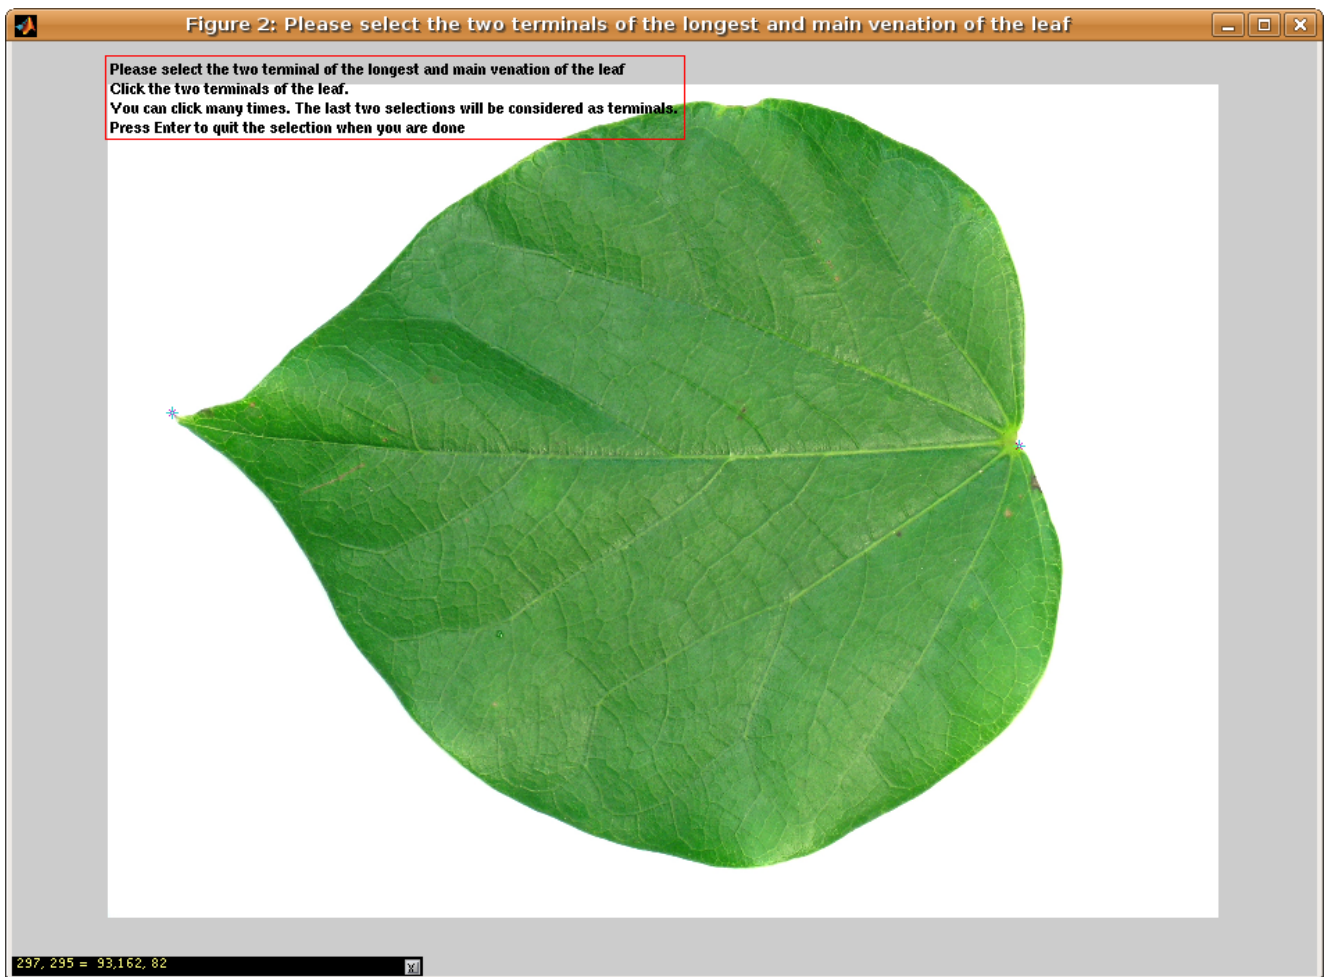 Figure 2: Please select the two terminals of the longest and main venation of the leaf
Please select the two terminal of the longest and main venation of the leaf
Click the two terminals of the leaf.
You can click many times. The last two selections will be considered as terminals.
Press Enter to quit the selection when you are done
297, 295 = 93,162, 82
X